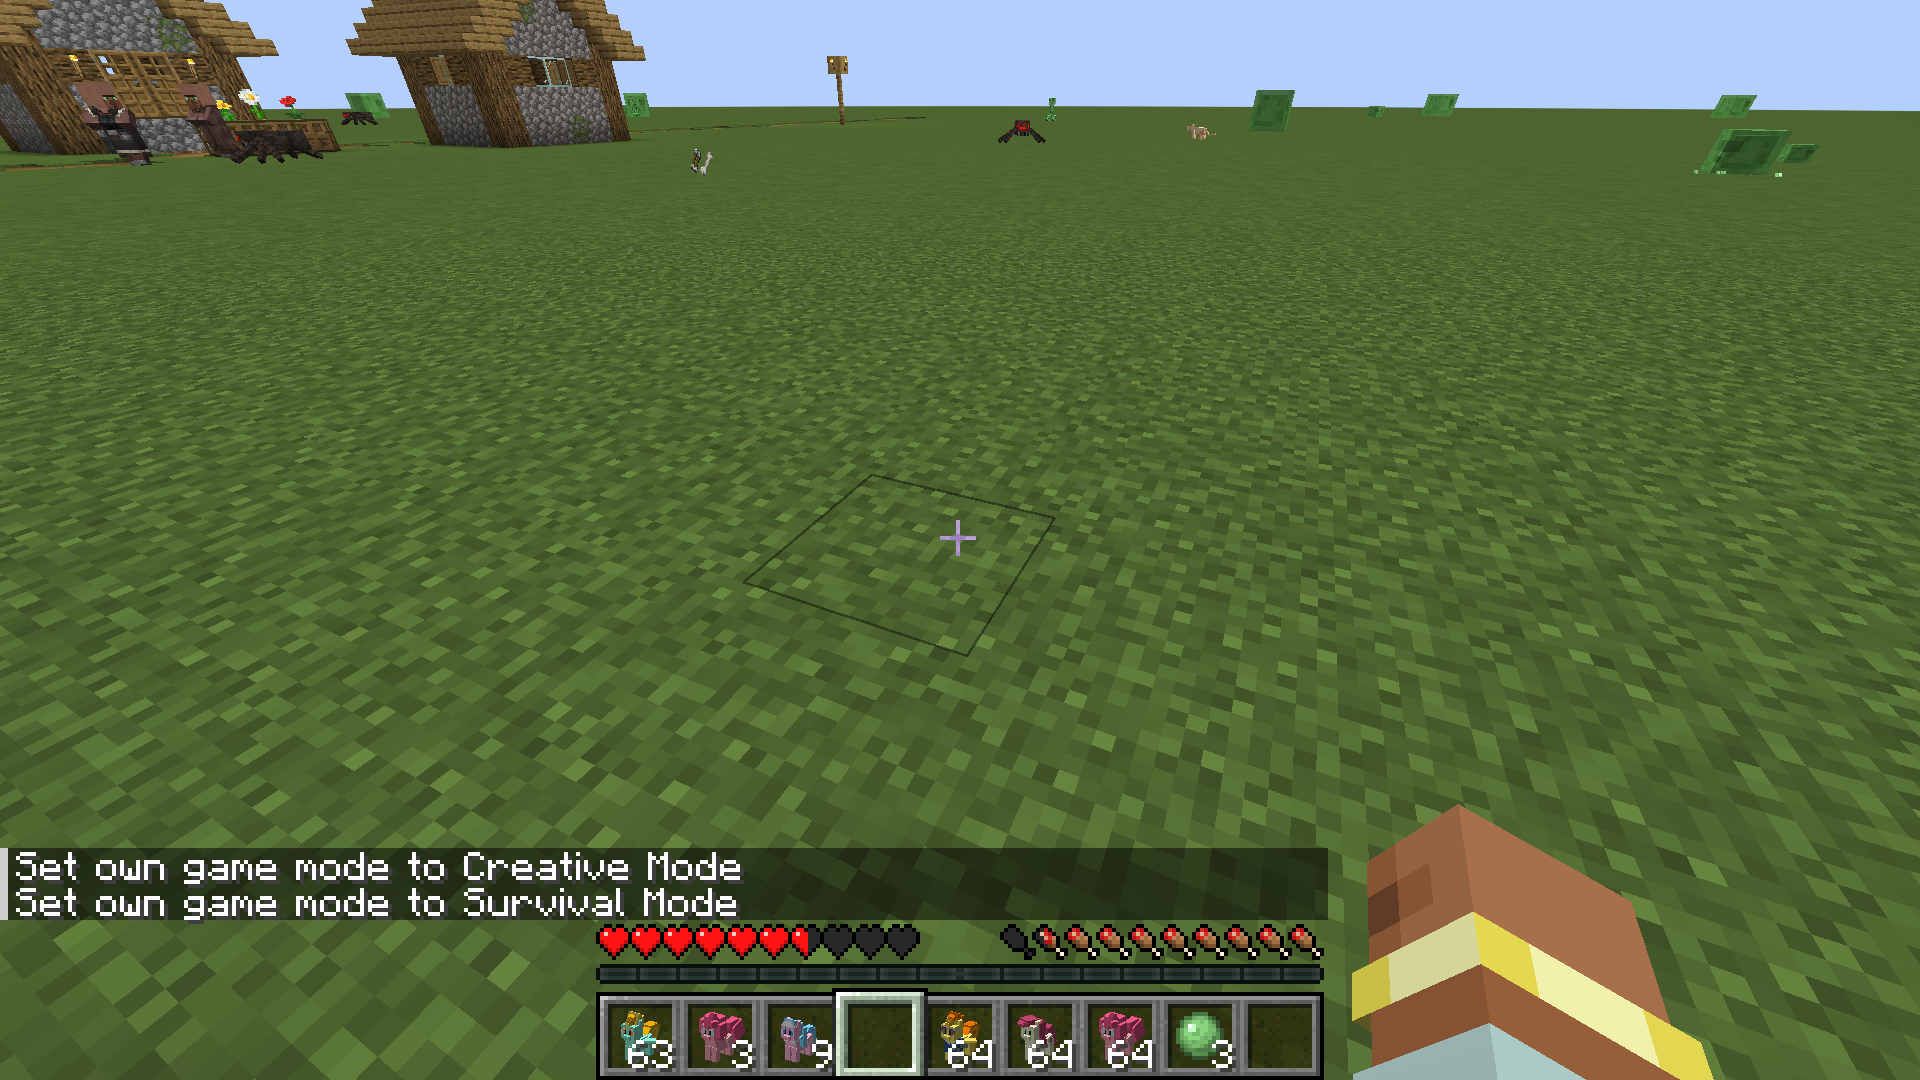 Set own game mode to Creative Mode
Set own game mode to Survival Mode
63 3 9 64 64 64 3